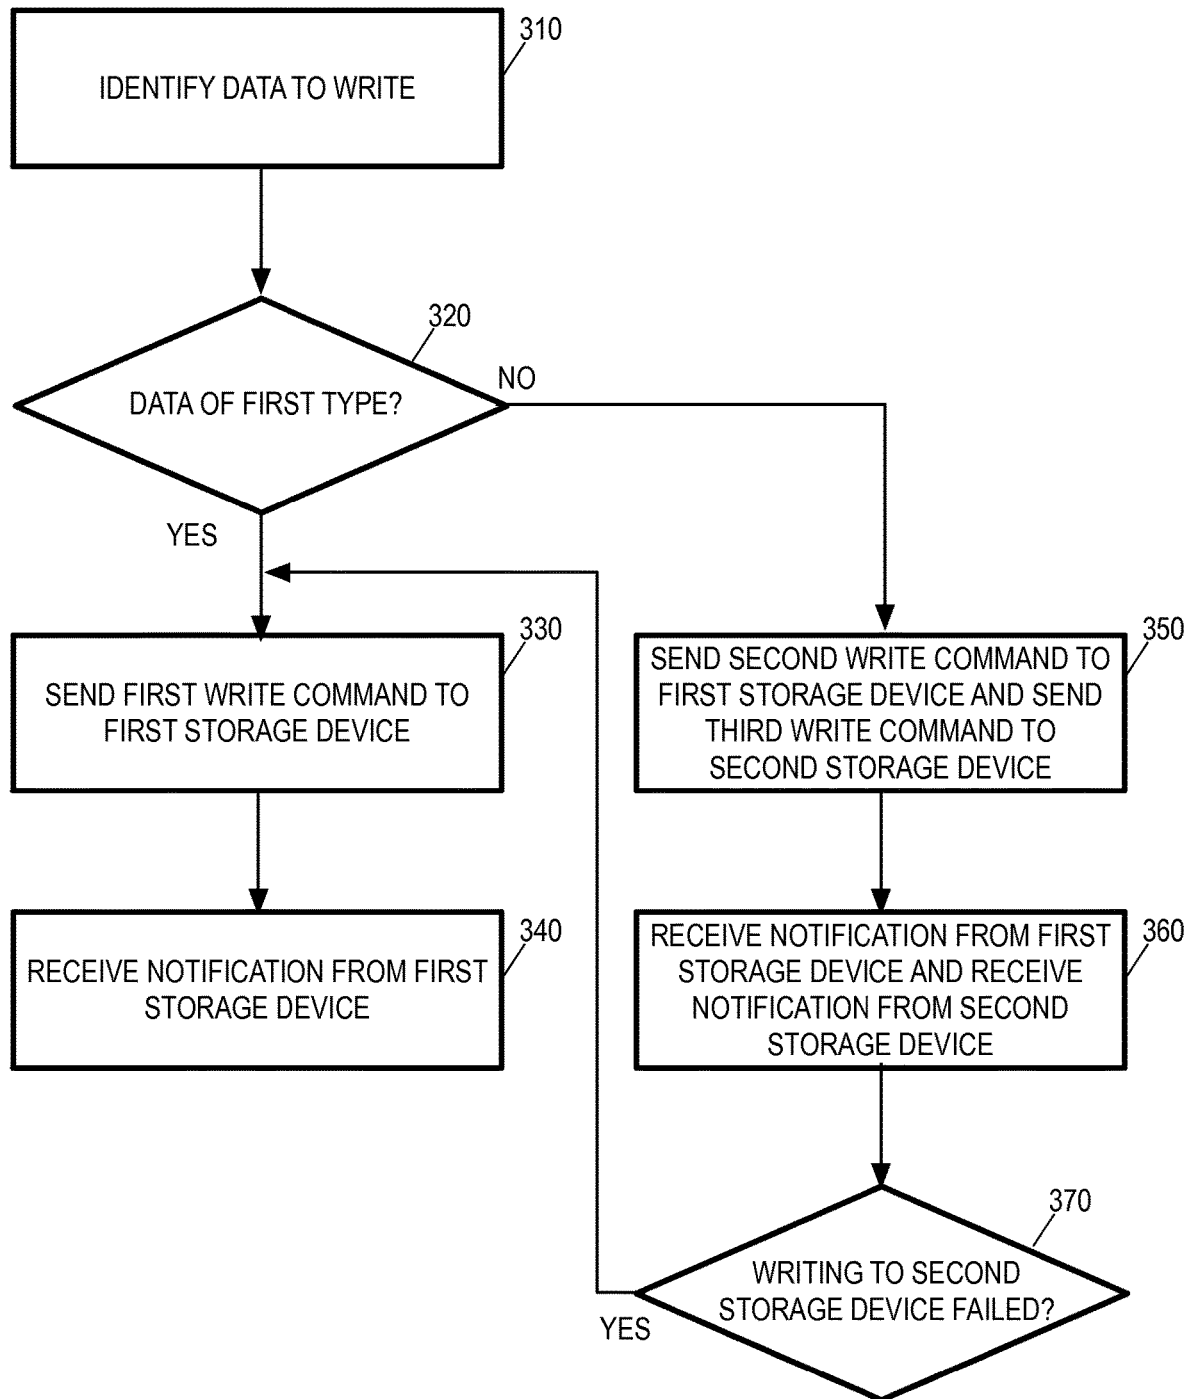 310
IDENTIFY DATA TO WRITE
320
DATA OF FIRST TYPE?
NO
YES
330
SEND FIRST WRITE COMMAND TO
FIRST STORAGE DEVICE
340
RECEIVE NOTIFICATION FROM FIRST
STORAGE DEVICE
350
SEND SECOND WRITE COMMAND TO
FIRST STORAGE DEVICE AND SEND
THIRD WRITE COMMAND TO
SECOND STORAGE DEVICE
360
RECEIVE NOTIFICATION FROM FIRST
STORAGE DEVICE AND RECEIVE
NOTIFICATION FROM SECOND
STORAGE DEVICE
370
WRITING TO SECOND
STORAGE DEVICE FAILED?
YES